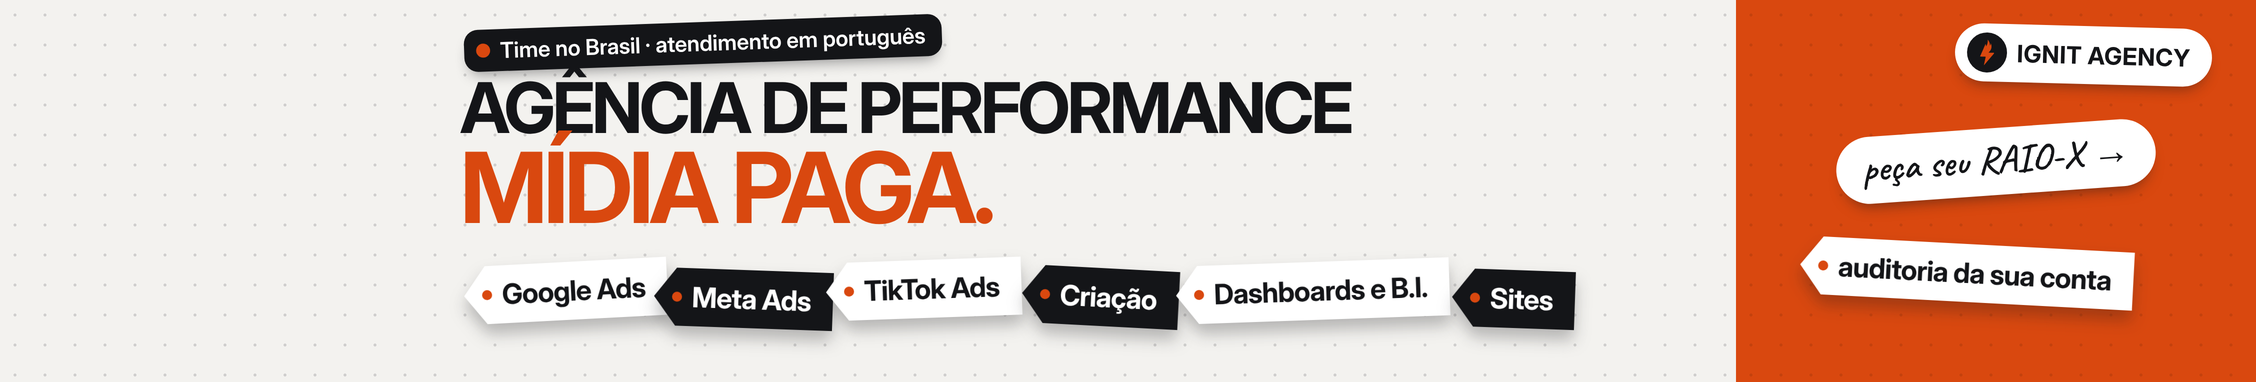 Time no Brasil · atendimento em português
AGÊNCIA DE PERFORMANCE
MÍDIA PAGA.
Google Ads
Meta Ads
TikTok Ads
Criação
Dashboards e B.I.
Sites
IGNIT AGENCY
peça seu RAIO-X →
auditoria da sua conta